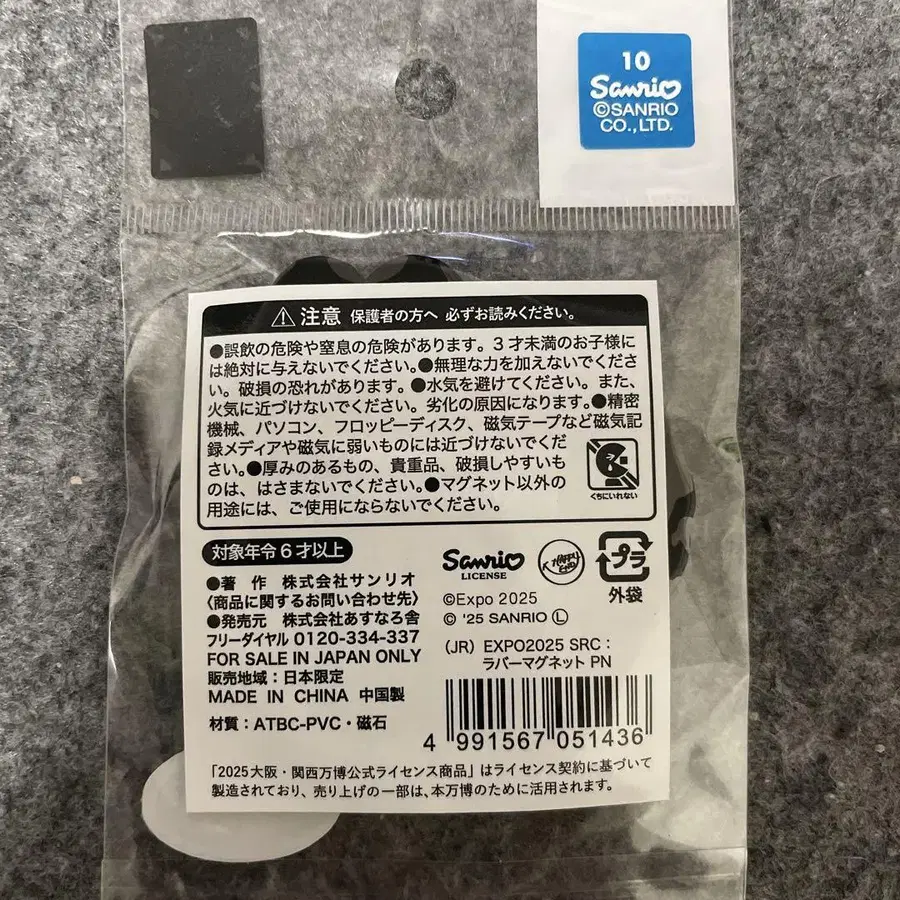 10
Sanrio
©SANRIO
CO.,LTD.
⚠注意 保護者の方へ 必ずお読みください。
●誤飲の危険や窒息の危険があります。3才未満のお子様に
は絶対に与えないでください。●無理な力を加えないでくださ
い。破損の恐れがあります。●水気を避けてください。また、
火気に近づけないでください。劣化の原因になります。●精密
機械、パソコン、フロッピーディスク、磁気テープなど磁気記
録メディアや磁気に弱いものには近づけないでくだ
さい。●厚みのあるもの、貴重品、破損しやすいも
のは、はさまないでください。●マグネット以外の
用途には、ご使用にならないでください。
くちにいれない
対象年令6才以上
●著 作 株式会社サンリオ
〈商品に関するお問い合わせ先〉
●発売元 株式会社あすなろ舎
フリーダイヤル 0120-334-337
FOR SALE IN JAPAN ONLY
販売地域:日本限定
MADE IN CHINA 中国製
材質:ATBC-PVC・磁石
Sanrio
LICENSE
HAPPY
END
プラ
外袋
©Expo 2025
© '25 SANRIO Ⓛ
(JR) EXPO2025 SRC:
ラバーマグネット PN
4 991567 051436
「2025大阪・関西万博公式ライセンス商品」はライセンス契約に基づいて
製造されており、売り上げの一部は、本万博のために活用されます。